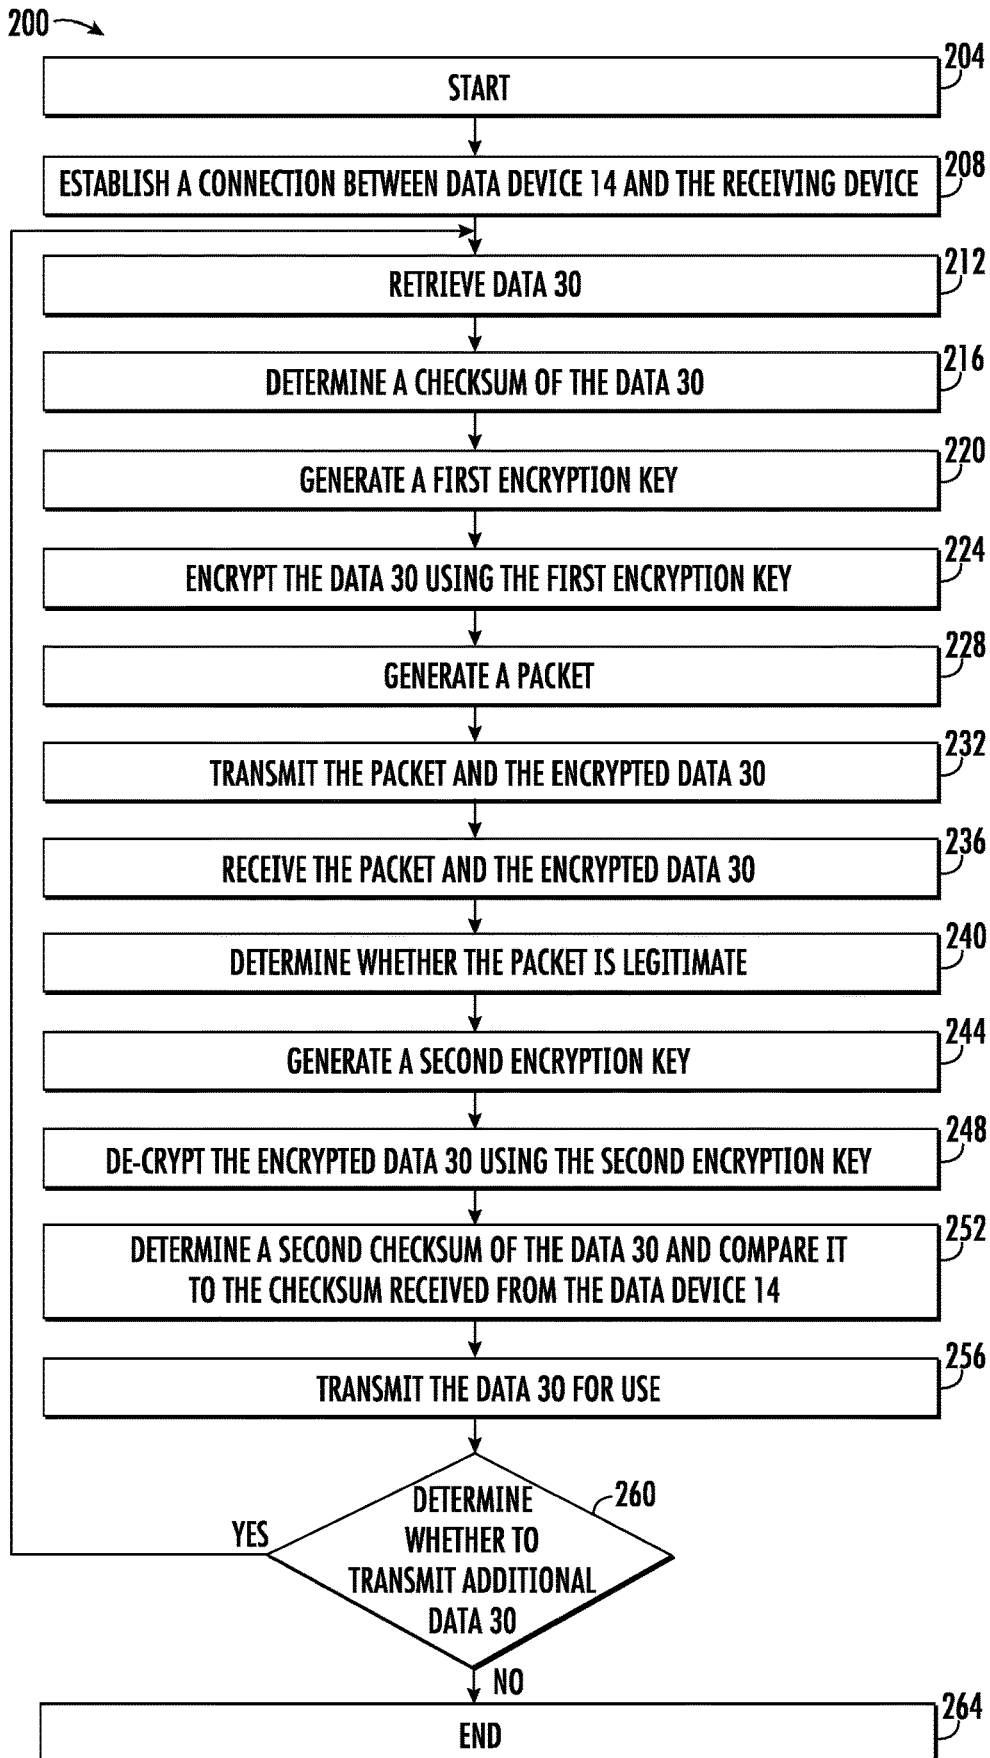 200
204
START
208
ESTABLISH A CONNECTION BETWEEN DATA DEVICE 14 AND THE RECEIVING DEVICE
212
RETRIEVE DATA 30
216
DETERMINE A CHECKSUM OF THE DATA 30
220
GENERATE A FIRST ENCRYPTION KEY
224
ENCRYPT THE DATA 30 USING THE FIRST ENCRYPTION KEY
228
GENERATE A PACKET
232
TRANSMIT THE PACKET AND THE ENCRYPTED DATA 30
236
RECEIVE THE PACKET AND THE ENCRYPTED DATA 30
240
DETERMINE WHETHER THE PACKET IS LEGITIMATE
244
GENERATE A SECOND ENCRYPTION KEY
248
DE-CRYPT THE ENCRYPTED DATA 30 USING THE SECOND ENCRYPTION KEY
252
DETERMINE A SECOND CHECKSUM OF THE DATA 30 AND COMPARE IT
TO THE CHECKSUM RECEIVED FROM THE DATA DEVICE 14
256
TRANSMIT THE DATA 30 FOR USE
260
DETERMINE
WHETHER TO
TRANSMIT ADDITIONAL
DATA 30
YES
NO
264
END